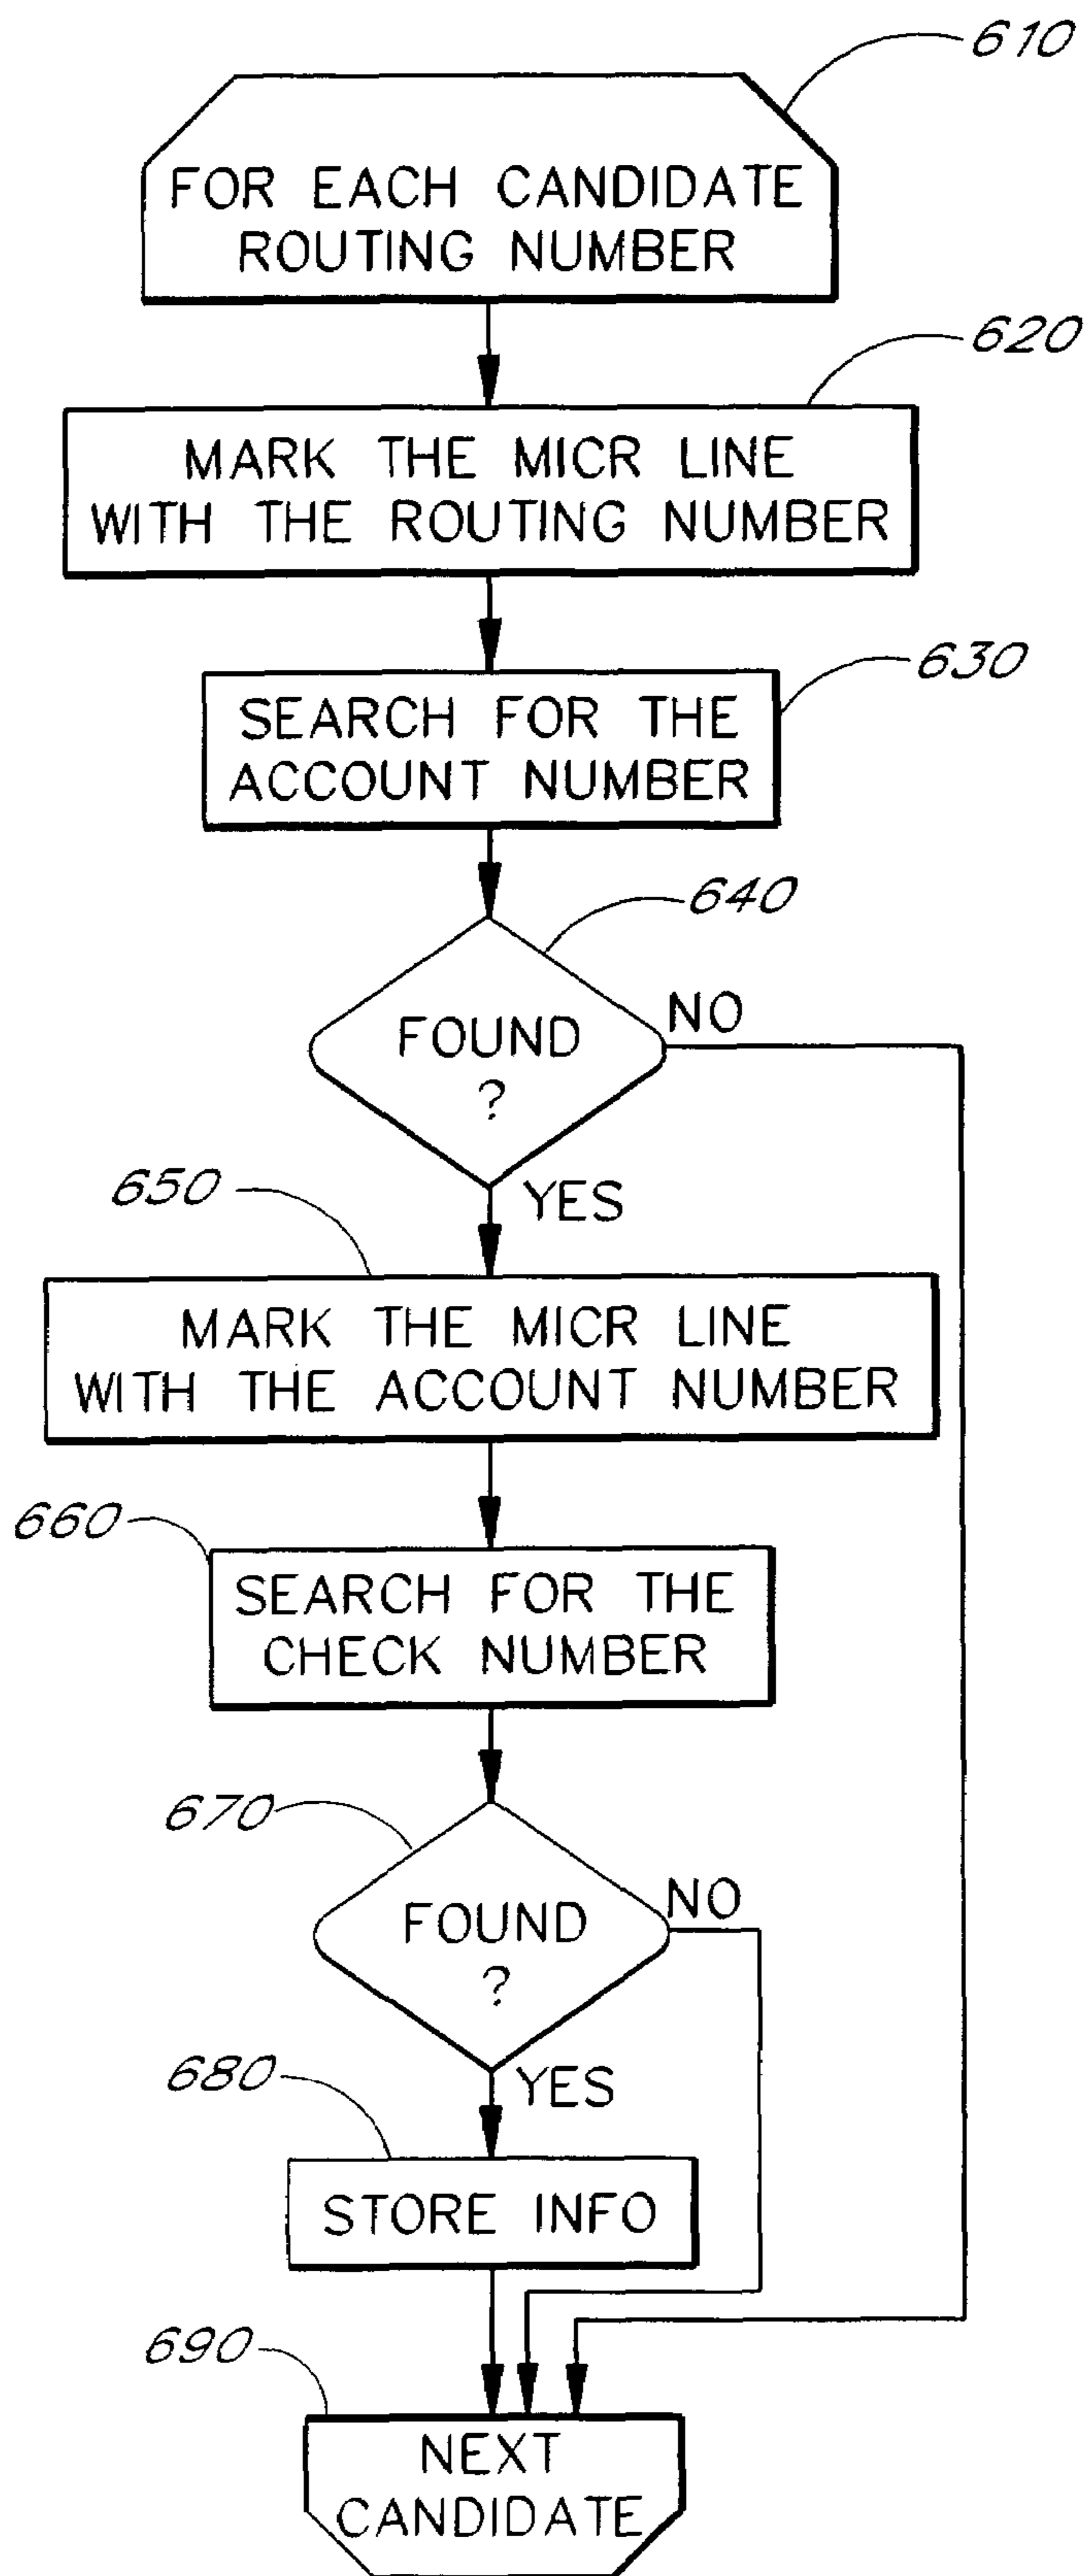 610
FOR EACH CANDIDATE
ROUTING NUMBER
620
MARK THE MICR LINE
WITH THE ROUTING NUMBER
630
SEARCH FOR THE
ACCOUNT NUMBER
640
FOUND
?
NO
YES
650
MARK THE MICR LINE
WITH THE ACCOUNT NUMBER
660
SEARCH FOR THE
CHECK NUMBER
670
FOUND
?
NO
YES
680
STORE INFO
690
NEXT
CANDIDATE